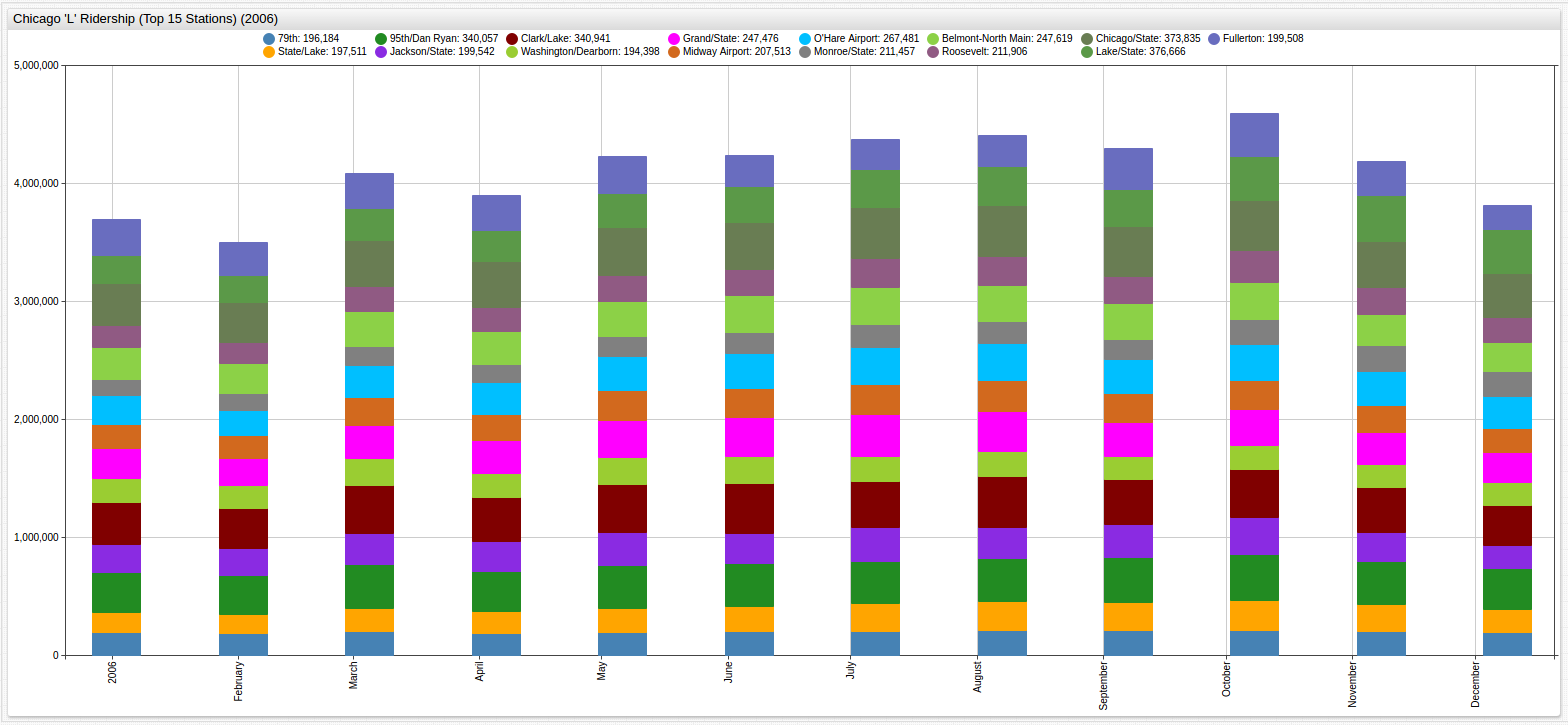 Chicago 'L' Ridership (Top 15 Stations) (2006)
79th: 196,184 95th/Dan Ryan: 340,057 Clark/Lake: 340,941 Grand/State: 247,476 O'Hare Airport: 267,481 Belmont-North Main: 247,619 Chicago/State: 373,835 Fullerton: 199,508
State/Lake: 197,511 Jackson/State: 199,542 Washington/Dearborn: 194,398 Midway Airport: 207,513 Monroe/State: 211,457 Roosevelt: 211,906 Lake/State: 376,666
5,000,000
4,000,000
3,000,000
2,000,000
1,000,000
0
2006
February
March
April
May
June
July
August
September
October
November
December